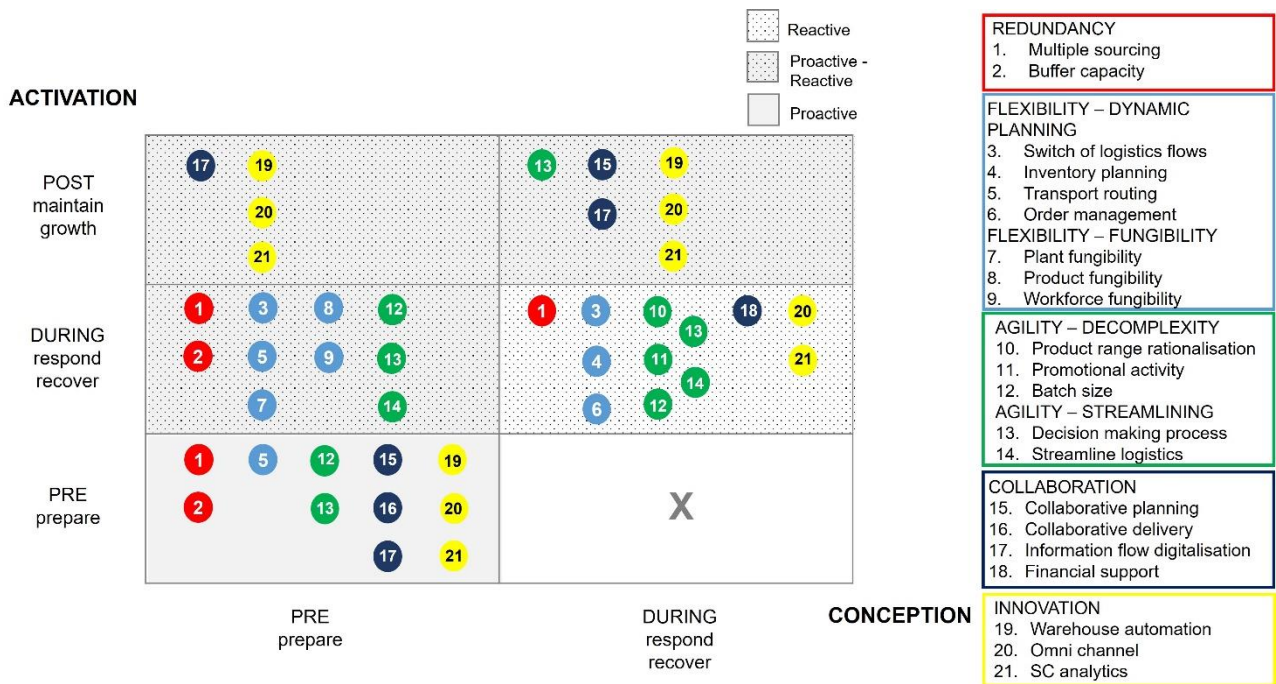 Reactive
Proactive -
Reactive
Proactive
ACTIVATION
POST
maintain
growth
17 19
20
21
13 15 19
17 20
21
DURING
respond
recover
1 3 8 12
2 5 9 13
7 14
1 3 10 18 20
13
4 11 21
14
6 12
PRE
prepare
1 5 12 15 19
2 13 16 20
17 21
X
PRE
prepare
DURING
respond
recover
CONCEPTION
REDUNDANCY
1. Multiple sourcing
2. Buffer capacity
FLEXIBILITY – DYNAMIC
PLANNING
3. Switch of logistics flows
4. Inventory planning
5. Transport routing
6. Order management
FLEXIBILITY – FUNGIBILITY
7. Plant fungibility
8. Product fungibility
9. Workforce fungibility
AGILITY – DECOMPLEXITY
10. Product range rationalisation
11. Promotional activity
12. Batch size
AGILITY – STREAMLINING
13. Decision making process
14. Streamline logistics
COLLABORATION
15. Collaborative planning
16. Collaborative delivery
17. Information flow digitalisation
18. Financial support
INNOVATION
19. Warehouse automation
20. Omni channel
21. SC analytics